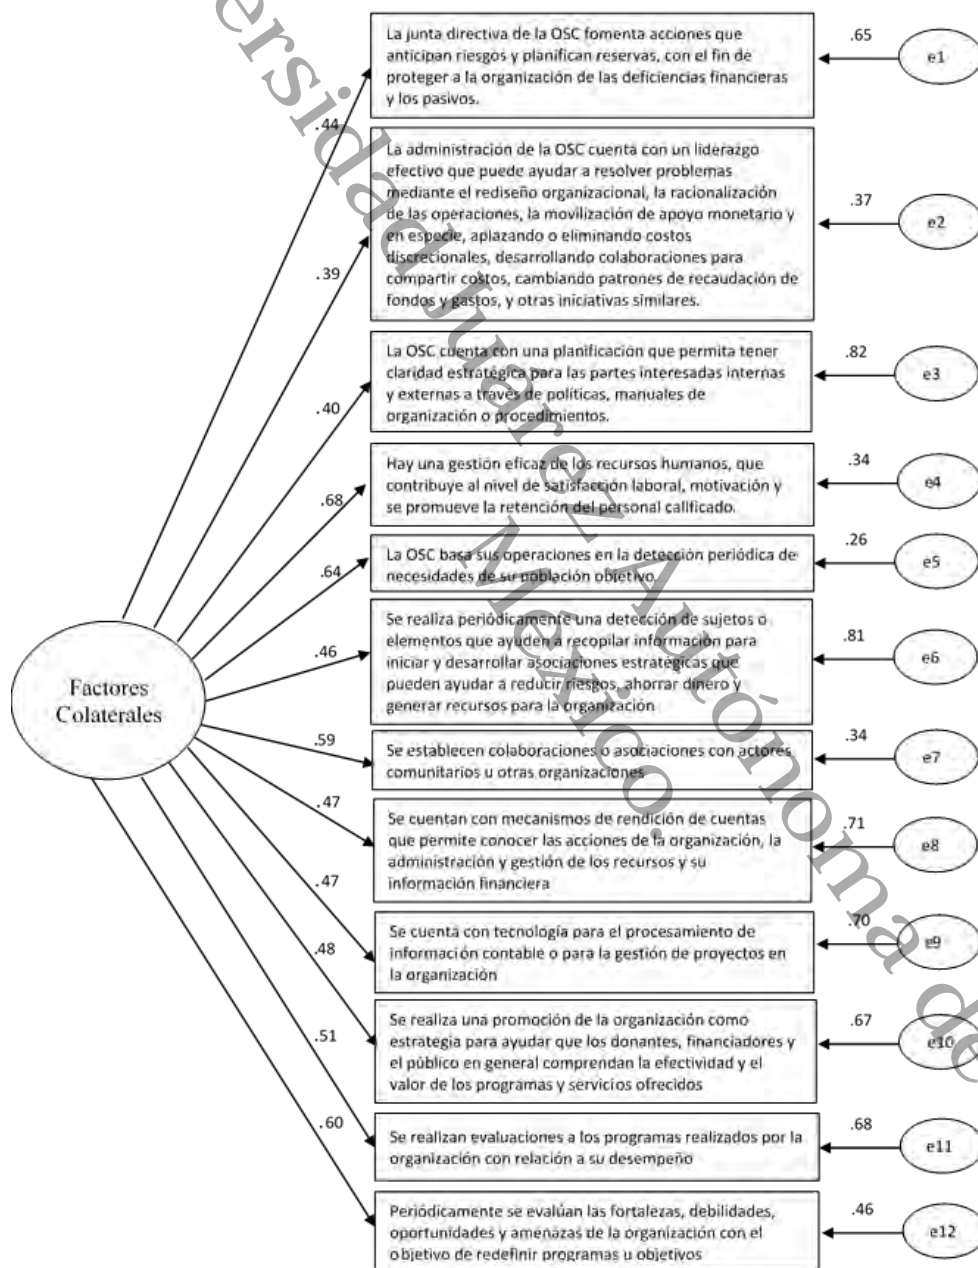 La junta directiva de la OSC fomenta acciones que
anticipan riesgos y planifican reservas, con el fin de
proteger a la organización de las deficiencias financieras
y los pasivos.
.65
e1
.44
La administración de la OSC cuenta con un liderazgo
efectivo que puede ayudar a resolver problemas
mediante el rediseño organizacional, la racionalización
de las operaciones, la movilización de apoyo monetario y
en especie, aplazando o eliminando costos
discrecionales, desarrollando colaboraciones para
compartir costos, cambiando patrones de recaudación de
fondos y gastos, y otras iniciativas similares.
.37
e2
.39
La OSC cuenta con una planificación que permita tener
claridad estratégica para las partes interesadas internas
y externas a través de políticas, manuales de
organización o procedimientos.
.82
e3
.40
Hay una gestión eficaz de los recursos humanos, que
contribuye al nivel de satisfacción laboral, motivación y
se promueve la retención del personal calificado.
.34
e4
.68
La OSC basa sus operaciones en la detección periódica de
necesidades de su población objetivo.
.26
e5
.64
Se realiza periódicamente una detección de sujetos o
elementos que ayuden a recopilar información para
iniciar y desarrollar asociaciones estratégicas que
pueden ayudar a reducir riesgos, ahorrar dinero y
generar recursos para la organización
.81
e6
.46
Factores
Colaterales
Se establecen colaboraciones o asociaciones con actores
comunitarios u otras organizaciones
.34
e7
.59
Se cuentan con mecanismos de rendición de cuentas
que permite conocer las acciones de la organización, la
administración y gestión de los recursos y su
información financiera
.71
e8
.47
Se cuenta con tecnología para el procesamiento de
información contable o para la gestión de proyectos en
la organización
.70
e9
.47
Se realiza una promoción de la organización como
estrategia para ayudar que los donantes, financiadores y
el público en general comprendan la efectividad y el
valor de los programas y servicios ofrecidos
.67
e10
.48
Se realizan evaluaciones a los programas realizados por la
organización con relación a su desempeño
.68
e11
.51
Periódicamente se evalúan las fortalezas, debilidades,
oportunidades y amenazas de la organización con el
objetivo de redefinir programas u objetivos
.46
e12
.60
ersidad Juárez Autónoma de
México.